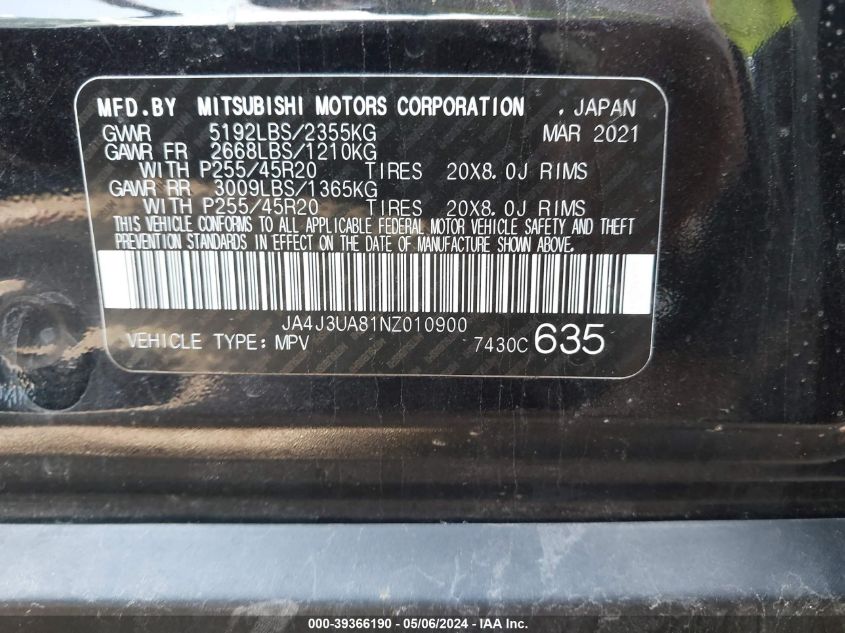 MFD.BY MITSUBISHI MOTORS CORPORATION . JAPAN
GVWR 5192LBS/2355KG MAR 2021
GAWR FR 2668LBS/1210KG
WITH P255/45R20 TIRES 20X8.0J RIMS
GAWR RR 3009LBS/1365KG
WITH P255/45R20 TIRES 20X8.0J RIMS
THIS VEHICLE CONFORMS TO ALL APPLICABLE FEDERAL MOTOR VEHICLE SAFETY AND THEFT
PREVENTION STANDARDS IN EFFECT ON THE DATE OF MANUFACTURE SHOWN ABOVE.
JA4J3UA81NZ010900
VEHICLE TYPE: MPV 7430C 635
000-39366190 - 05/06/2024 - IAA Inc.